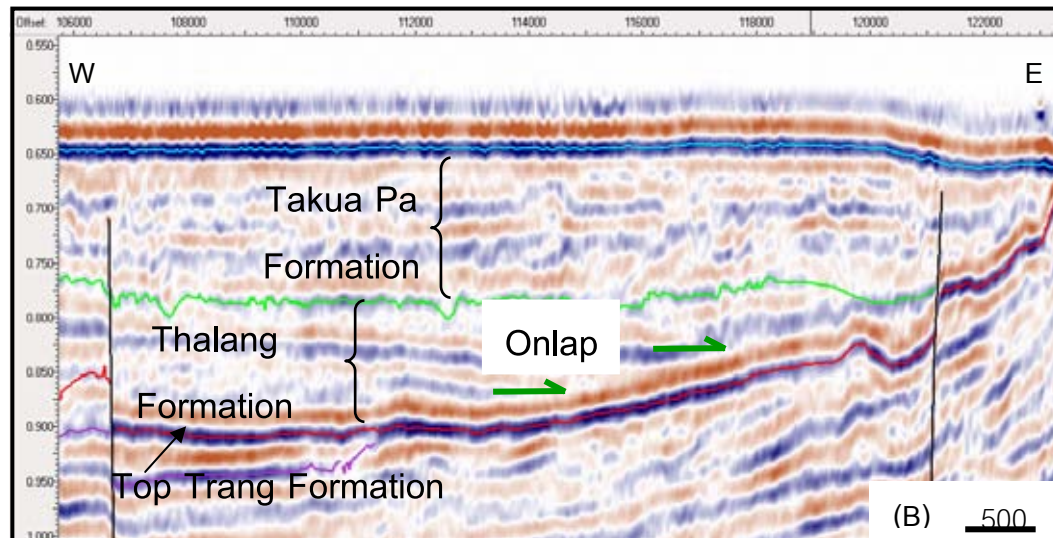 Offset: 106000 108000 110000 112000 114000 116000 118000 120000 122000
0.550
W E
0.600
0.650
Takua Pa
0.700
Formation
0.750
0.800
Thalang
Onlap
0.850
Formation
0.900
Top Trang Formation
0.950
(B) 500
1.000